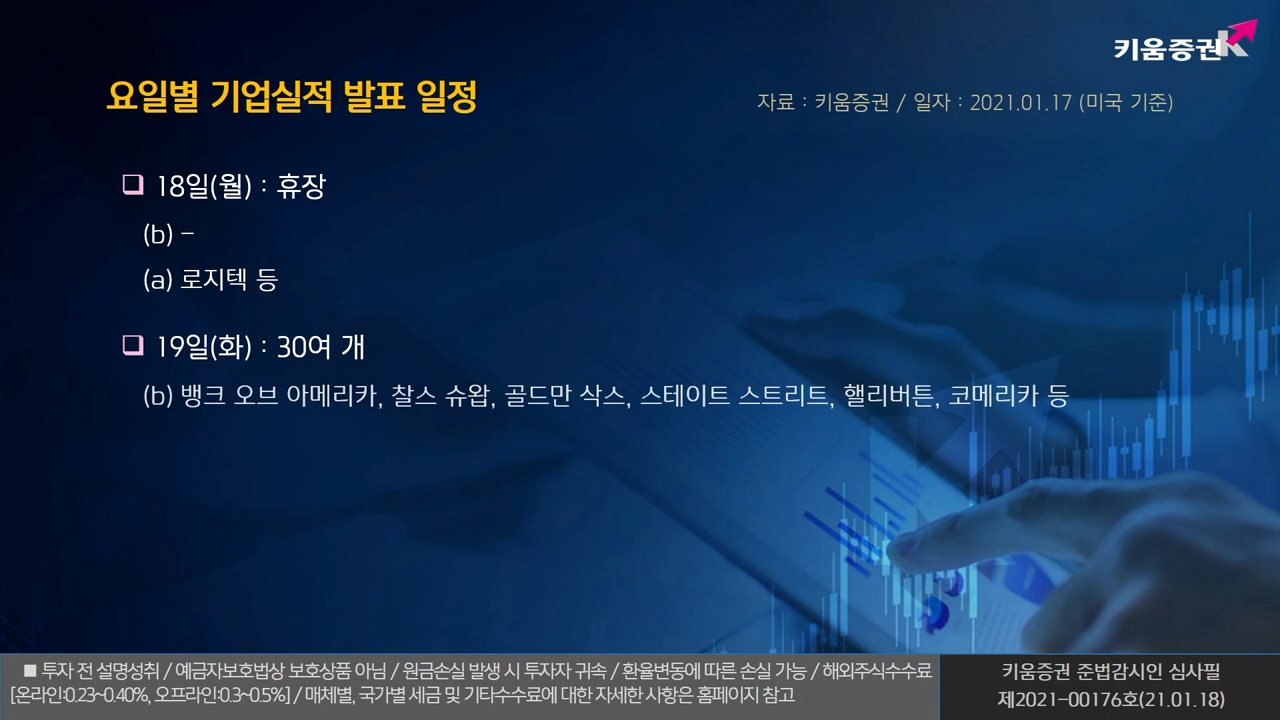 키움증권
요일별 기업실적 발표 일정
자료 : 키움증권 / 일자 : 2021.01.17 (미국 기준)
❑ 18일(월) : 휴장
(b) –
(a) 로지텍 등
❑ 19일(화) : 30여 개
(b) 뱅크 오브 아메리카, 찰스 슈왑, 골드만 삭스, 스테이트 스트리트, 핼리버튼, 코메리카 등
■ 투자 전 설명성취 / 예금자보호법상 보호상품 아님 / 원금손실 발생 시 투자자 귀속 / 환율변동에 따른 손실 가능 / 해외주식수수료
[온라인:0.23~0.40%, 오프라인:0.3~0.5%] / 매체별, 국가별 세금 및 기타수수료에 대한 자세한 사항은 홈페이지 참고
키움증권 준법감시인 심사필
제2021-00176호(21.01.18)